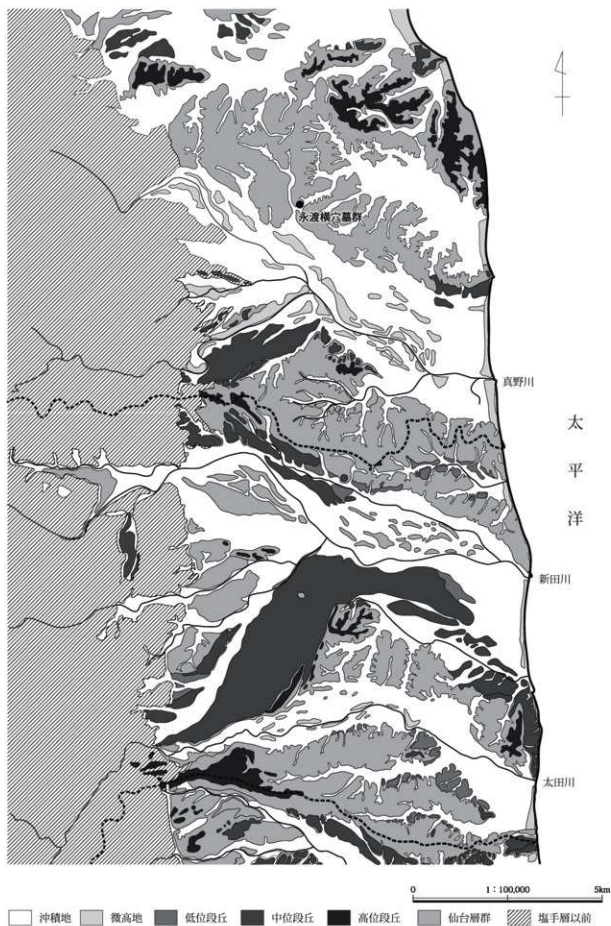 永渡横穴墓群
真野川
太平洋
新田川
太田川
0 1：100,000 5km
沖積地 微高地 低位段丘 中位段丘 高位段丘 仙台層群 塩手層以前